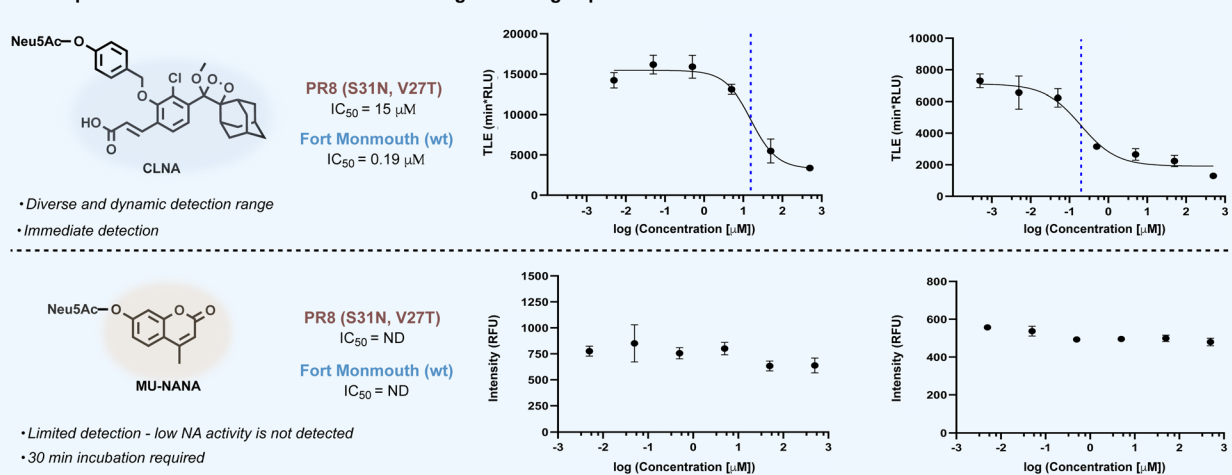 Neu5Ac
O
Cl
O
O
O
O
HO
O
CLNA
PR8 (S31N, V27T)
IC50 = 15 μM
Fort Monmouth (wt)
IC50 = 0.19 μM
•Diverse and dynamic detection range
•Immediate detection
TLE (min*RLU)
20000
15000
10000
5000
0
-3 -2 -1 0 1 2 3
log (Concentration [μM])
TLE (min*RLU)
10000
8000
6000
4000
2000
0
-3 -2 -1 0 1 2 3
log (Concentration [μM])
Neu5Ac
O
O
O
MU-NANA
PR8 (S31N, V27T)
IC50 = ND
Fort Monmouth (wt)
IC50 = ND
•Limited detection - low NA activity is not detected
•30 min incubation required
Intensity (RFU)
1500
1250
1000
750
500
250
0
-3 -2 -1 0 1 2 3
log (Concentration [μM])
Intensity (RFU)
800
600
400
200
0
-3 -2 -1 0 1 2 3
log (Concentration [μM])